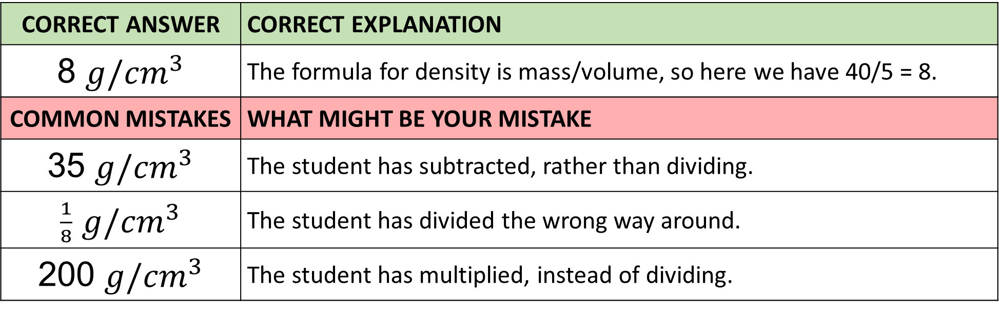 CORRECT ANSWER CORRECT EXPLANATION
8 g/cm³ The formula for density is mass/volume, so here we have 40/5 = 8.
COMMON MISTAKES WHAT MIGHT BE YOUR MISTAKE
35 g/cm³ The student has subtracted, rather than dividing.
1/8 g/cm³ The student has divided the wrong way around.
200 g/cm³ The student has multiplied, instead of dividing.